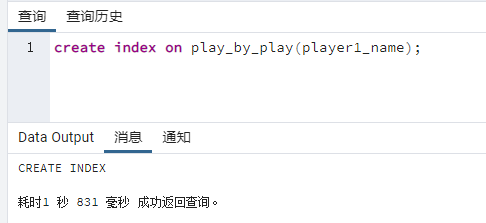 查询 查询历史
1 create index on play_by_play(player1_name);
Data Output 消息 通知
CREATE INDEX
耗时1 秒 831 毫秒 成功返回查询。